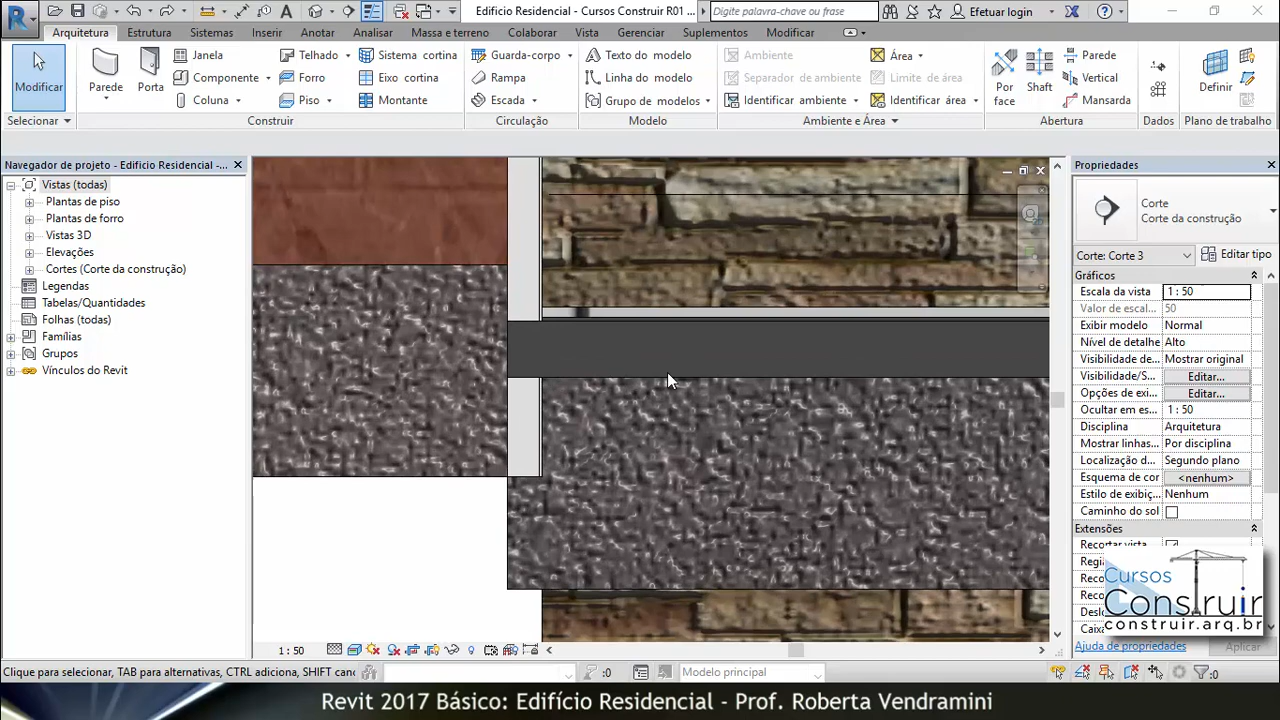 Edificio Residencial - Cursos Construir R01 ...
Digite palavra-chave ou frase
Efetuar login
Arquitetura Estrutura Sistemas Inserir Anotar Analisar Massa e terreno Colaborar Vista Gerenciar Suplementos Modificar
Modificar
Selecionar
Parede
Porta
Janela
Componente
Coluna
Telhado
Forro
Piso
Sistema cortina
Eixo cortina
Montante
Construir
Guarda-corpo
Rampa
Escada
Circulação
Texto do modelo
Linha do modelo
Grupo de modelos
Modelo
Ambiente
Separador de ambiente
Identificar ambiente
Área
Limite de área
Identificar área
Ambiente e Área
Por face
Shaft
Parede
Vertical
Mansarda
Abertura
Dados
Definir
Plano de trabalho
Navegador de projeto - Edificio Residencial -...
Vistas (todas)
Plantas de piso
Plantas de forro
Vistas 3D
Elevações
Cortes (Corte da construção)
Legendas
Tabelas/Quantidades
Folhas (todas)
Famílias
Grupos
Vínculos do Revit
Propriedades
Corte
Corte da construção
Corte: Corte 3
Editar tipo
Gráficos
Escala da vista 1 : 50
Valor de escal... 50
Exibir modelo Normal
Nível de detalhe Alto
Visibilidade de... Mostrar original
Visibilidade/S... Editar...
Opções de exi... Editar...
Ocultar em es... 1 : 50
Disciplina Arquitetura
Mostrar linhas... Por disciplina
Localização d... Segundo plano
Esquema de cor <nenhum>
Estilo de exibiç... Nenhum
Caminho do sol
Extensões
Recortar vista
Cursos
Construir
construir.arq.br
Ajuda de propriedades
Aplicar
1 : 50
Clique para selecionar, TAB para alternativas, CTRL adiciona, SHIFT canc
:0
Modelo principal
:0
Revit 2017 Básico: Edifício Residencial - Prof. Roberta Vendramini